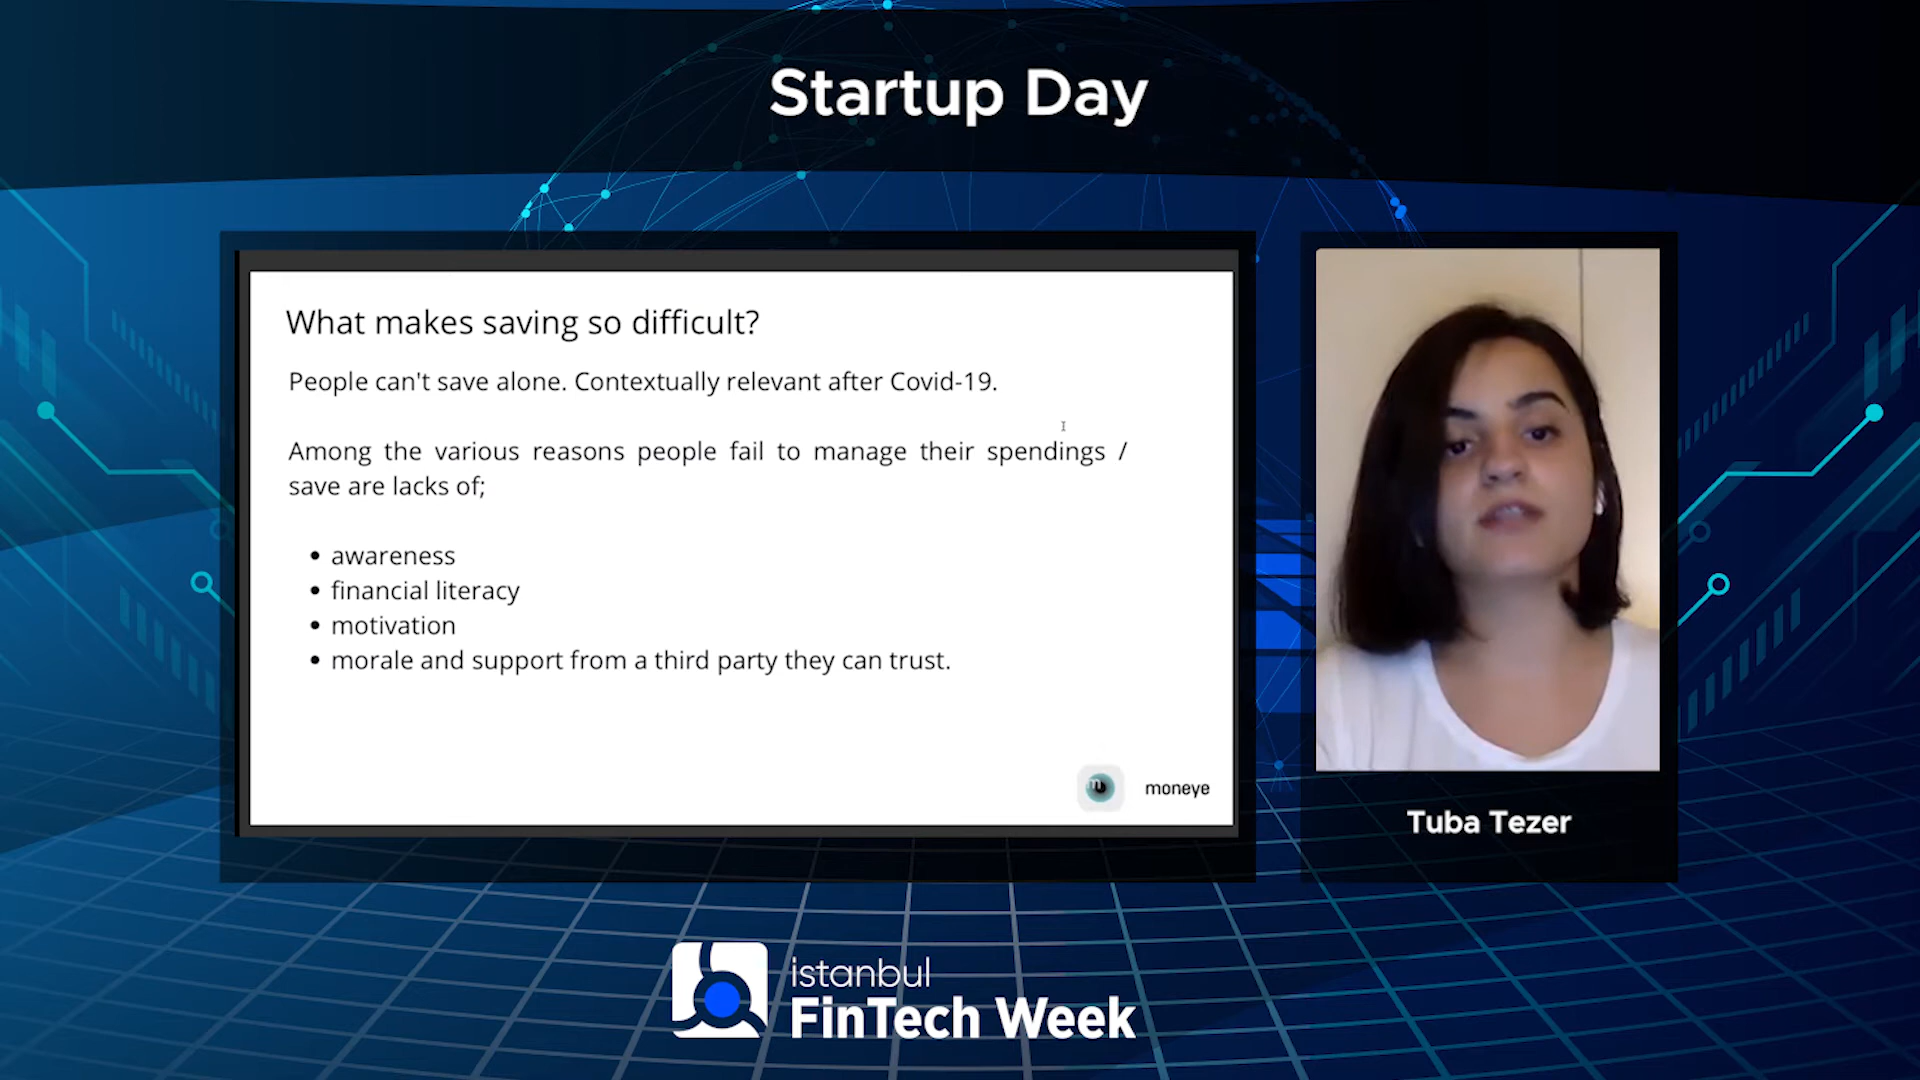 Startup Day
What makes saving so difficult?
People can't save alone. Contextually relevant after Covid-19.
Among the various reasons people fail to manage their spendings /
save are lacks of;
• awareness
• financial literacy
• motivation
• morale and support from a third party they can trust.
m
moneye
Tuba Tezer
istanbul
FinTech Week